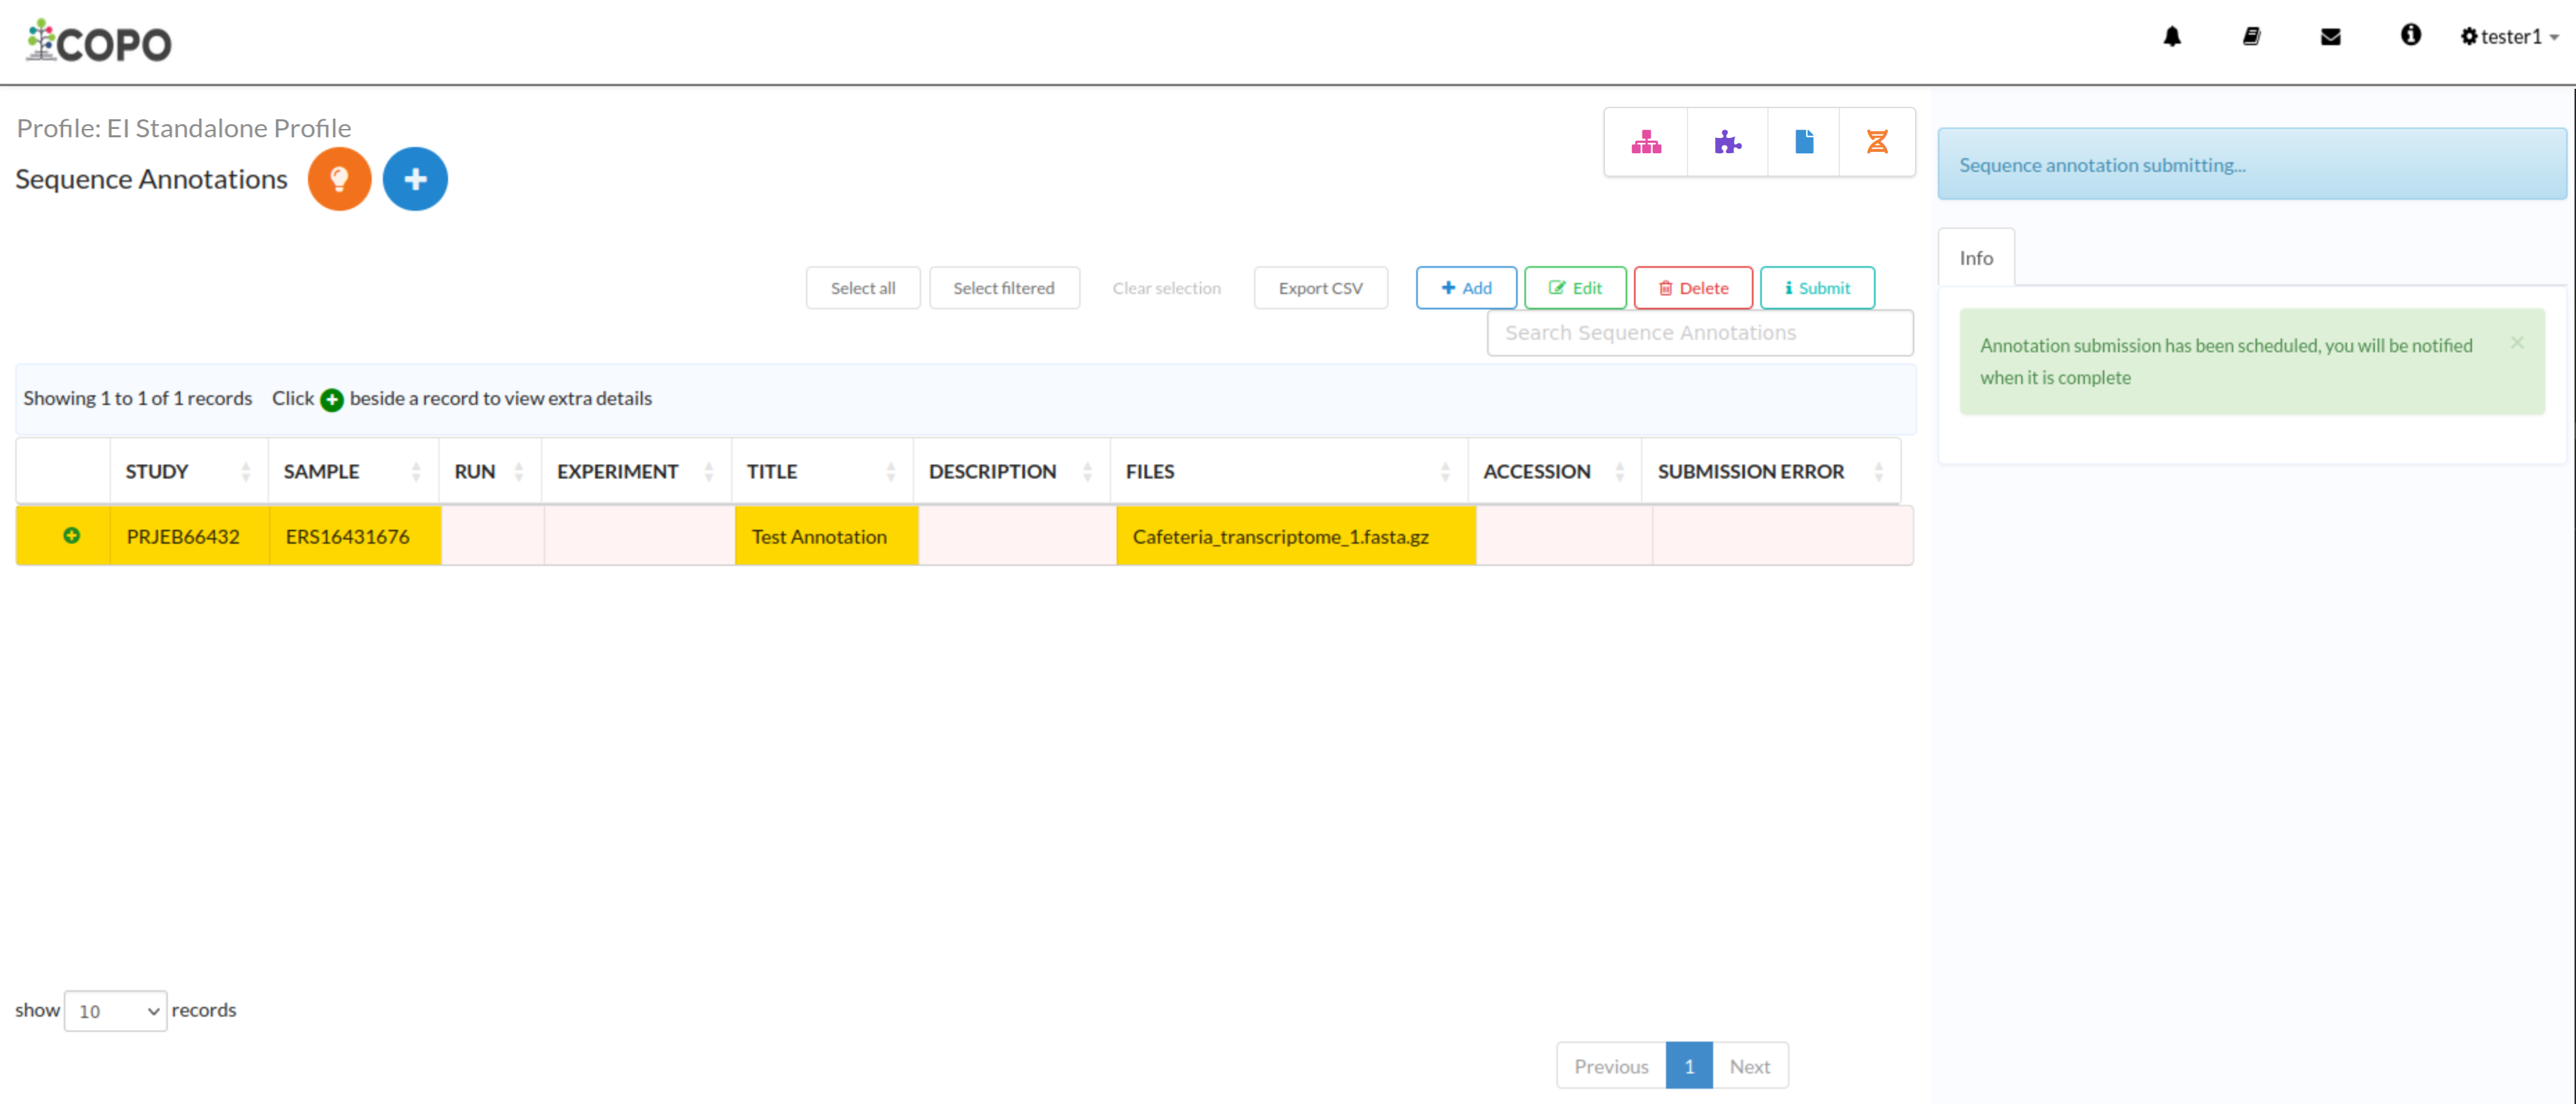 COPO
tester1
Profile: EI Standalone Profile
Sequence Annotations
Sequence annotation submitting...
Info
Select all Select filtered Clear selection Export CSV Add Edit Delete Submit
Search Sequence Annotations
Annotation submission has been scheduled, you will be notified
when it is complete
Showing 1 to 1 of 1 records Click beside a record to view extra details
STUDY SAMPLE RUN EXPERIMENT TITLE DESCRIPTION FILES ACCESSION SUBMISSION ERROR
PRJEB66432 ERS16431676 Test Annotation Cafeteria_transcriptome_1.fasta.gz
show 10 records
Previous 1 Next